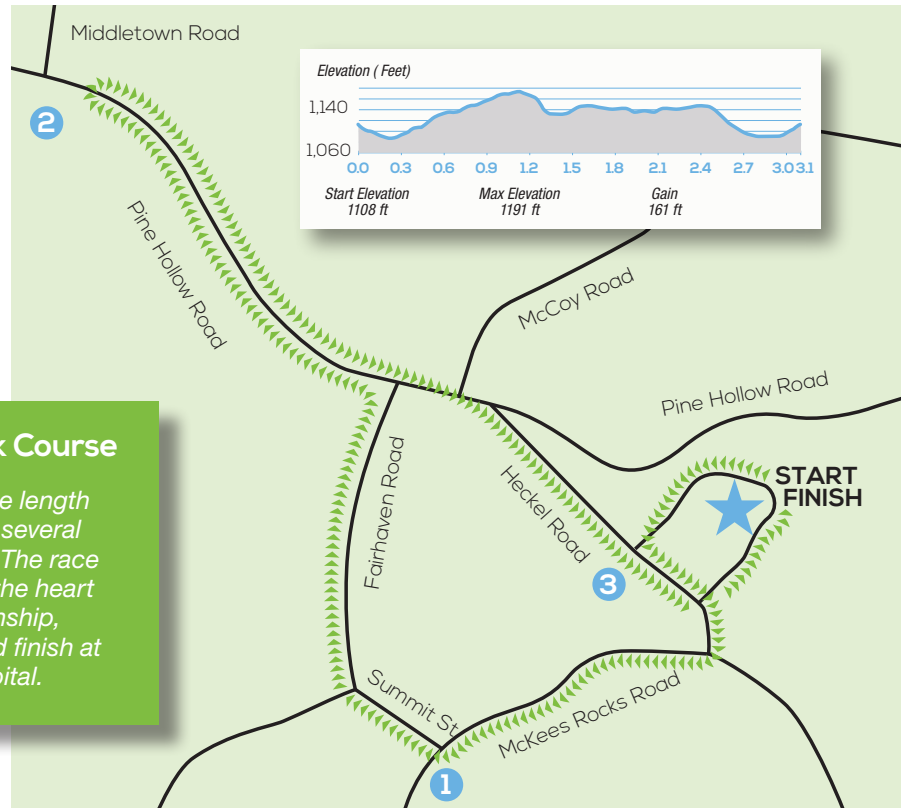 Middletown Road
2
Elevation ( Feet)
1,140
1,060
0.0 0.3 0.6 0.9 1.2 1.5 1.8 2.1 2.4 2.7 3.0 3.1
Start Elevation
1108 ft
Max Elevation
1191 ft
Gain
161 ft
Pine Hollow Road
McCoy Road
Pine Hollow Road
Course
length
several
The race
the heart
finish at
START
FINISH
Heckel Road
Fairhaven Road
3
Summit St
McKees Rocks Road
1